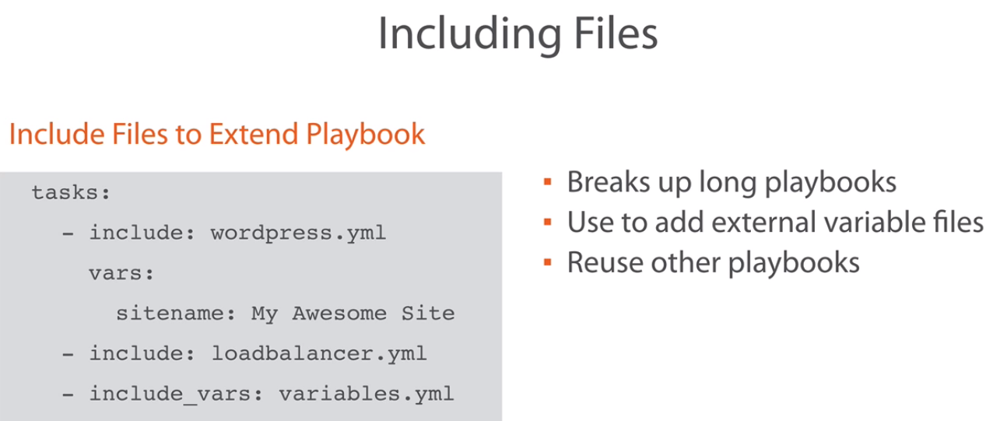 Including Files
Include Files to Extend Playbook
tasks:
- include: wordpress.yml
vars:
sitename: My Awesome Site
- include: loadbalancer.yml
- include_vars: variables.yml
▪ Breaks up long playbooks
▪ Use to add external variable files
▪ Reuse other playbooks